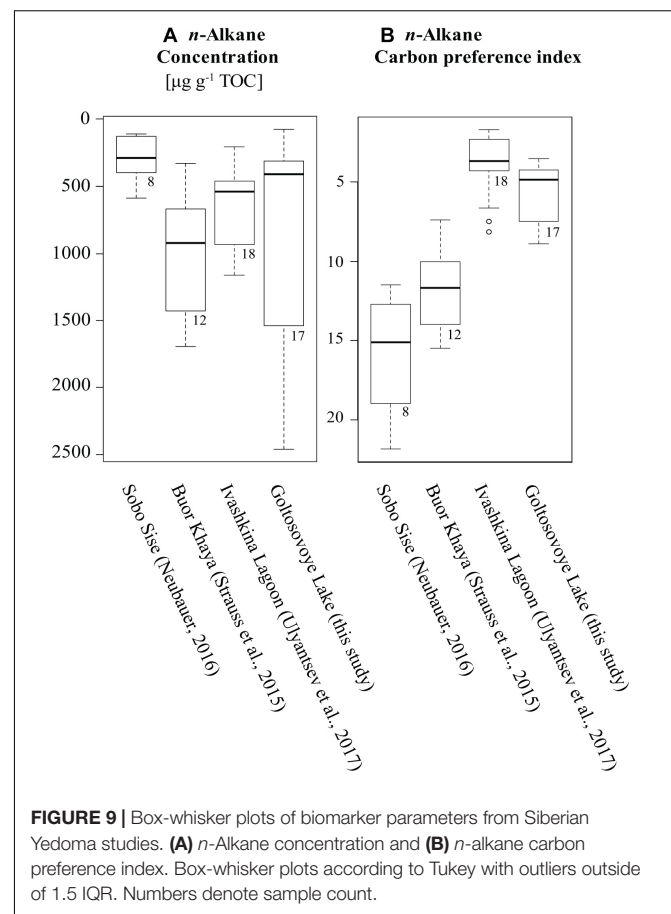 A n-Alkane
Concentration
[µg g-1 TOC]
B n-Alkane
Carbon preference index
0
500
1000
1500
2000
2500
8
12
18
17
5
10
15
20
8
12
18
17
Sobo Sise (Neubauer, 2016)
Buor Khaya (Strauss et al., 2015)
Ivashkina Lagoon (Ulyantsev et al., 2017)
Goltosovoye Lake (this study)
Sobo Sise (Neubauer, 2016)
Buor Khaya (Strauss et al., 2015)
Ivashkina Lagoon (Ulyantsev et al., 2017)
Goltosovoye Lake (this study)
FIGURE 9 | Box-whisker plots of biomarker parameters from Siberian
Yedoma studies. (A) n-Alkane concentration and (B) n-alkane carbon
preference index. Box-whisker plots according to Tukey with outliers outside
of 1.5 IQR. Numbers denote sample count.